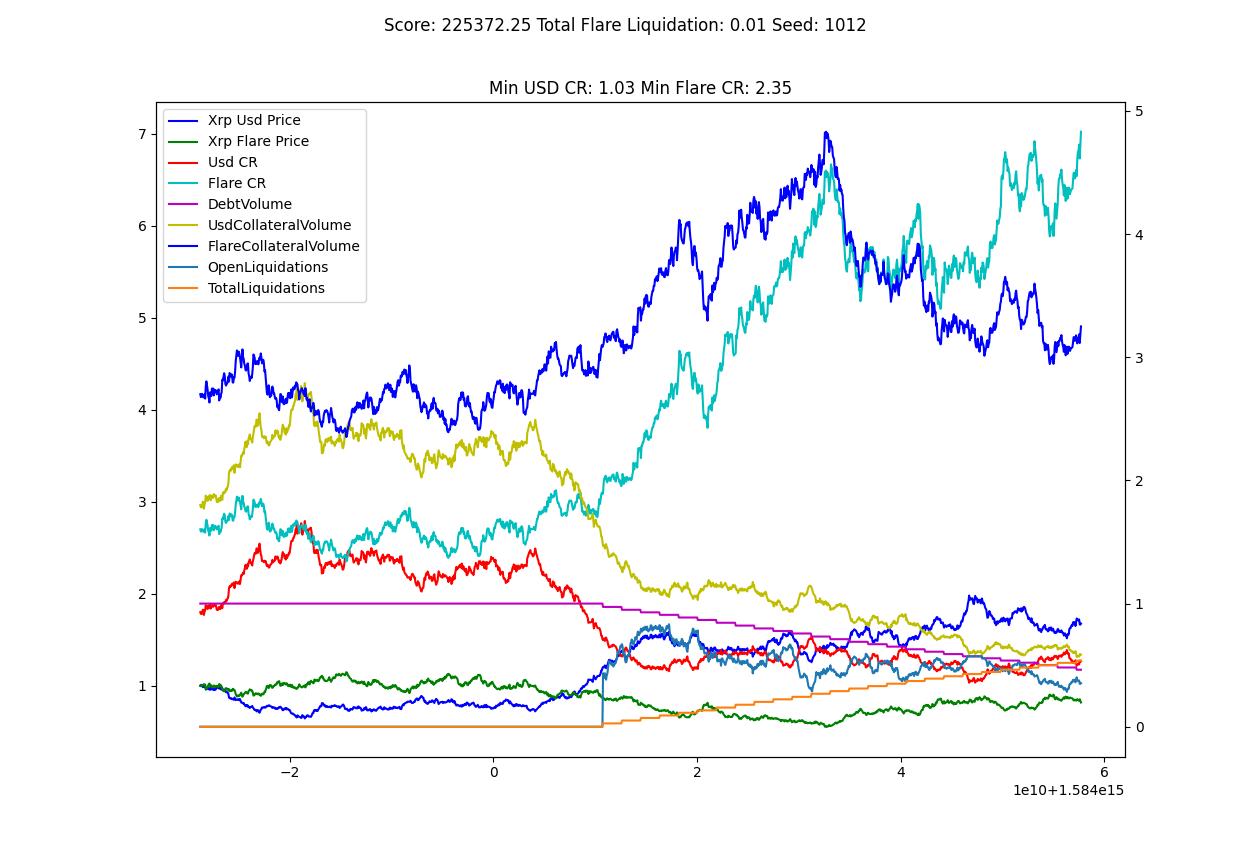 Score: 225372.25 Total Flare Liquidation: 0.01 Seed: 1012
Min USD CR: 1.03 Min Flare CR: 2.35
Xrp Usd Price
Xrp Flare Price
Usd CR
Flare CR
DebtVolume
UsdCollateralVolume
FlareCollateralVolume
OpenLiquidations
TotalLiquidations
7
6
5
4
3
2
1
5
4
3
2
1
0
−2
0
2
4
6
1e10+1.584e15